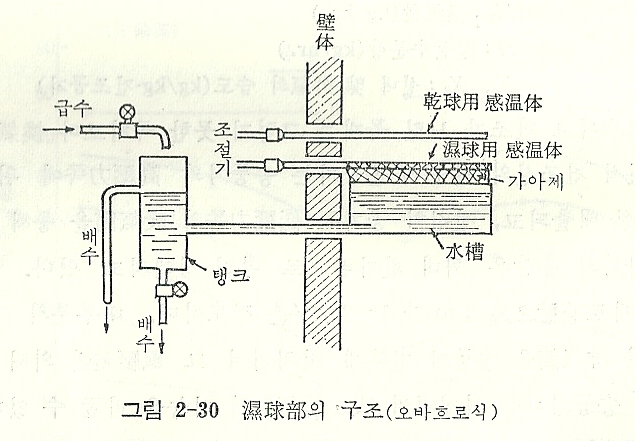 壁体
급수
乾球用 感温体
조절기
濕球用 感温体
가아제
배수
水槽
탱크
배수
그림 2-30 濕球部의 구조(오바흐로식)